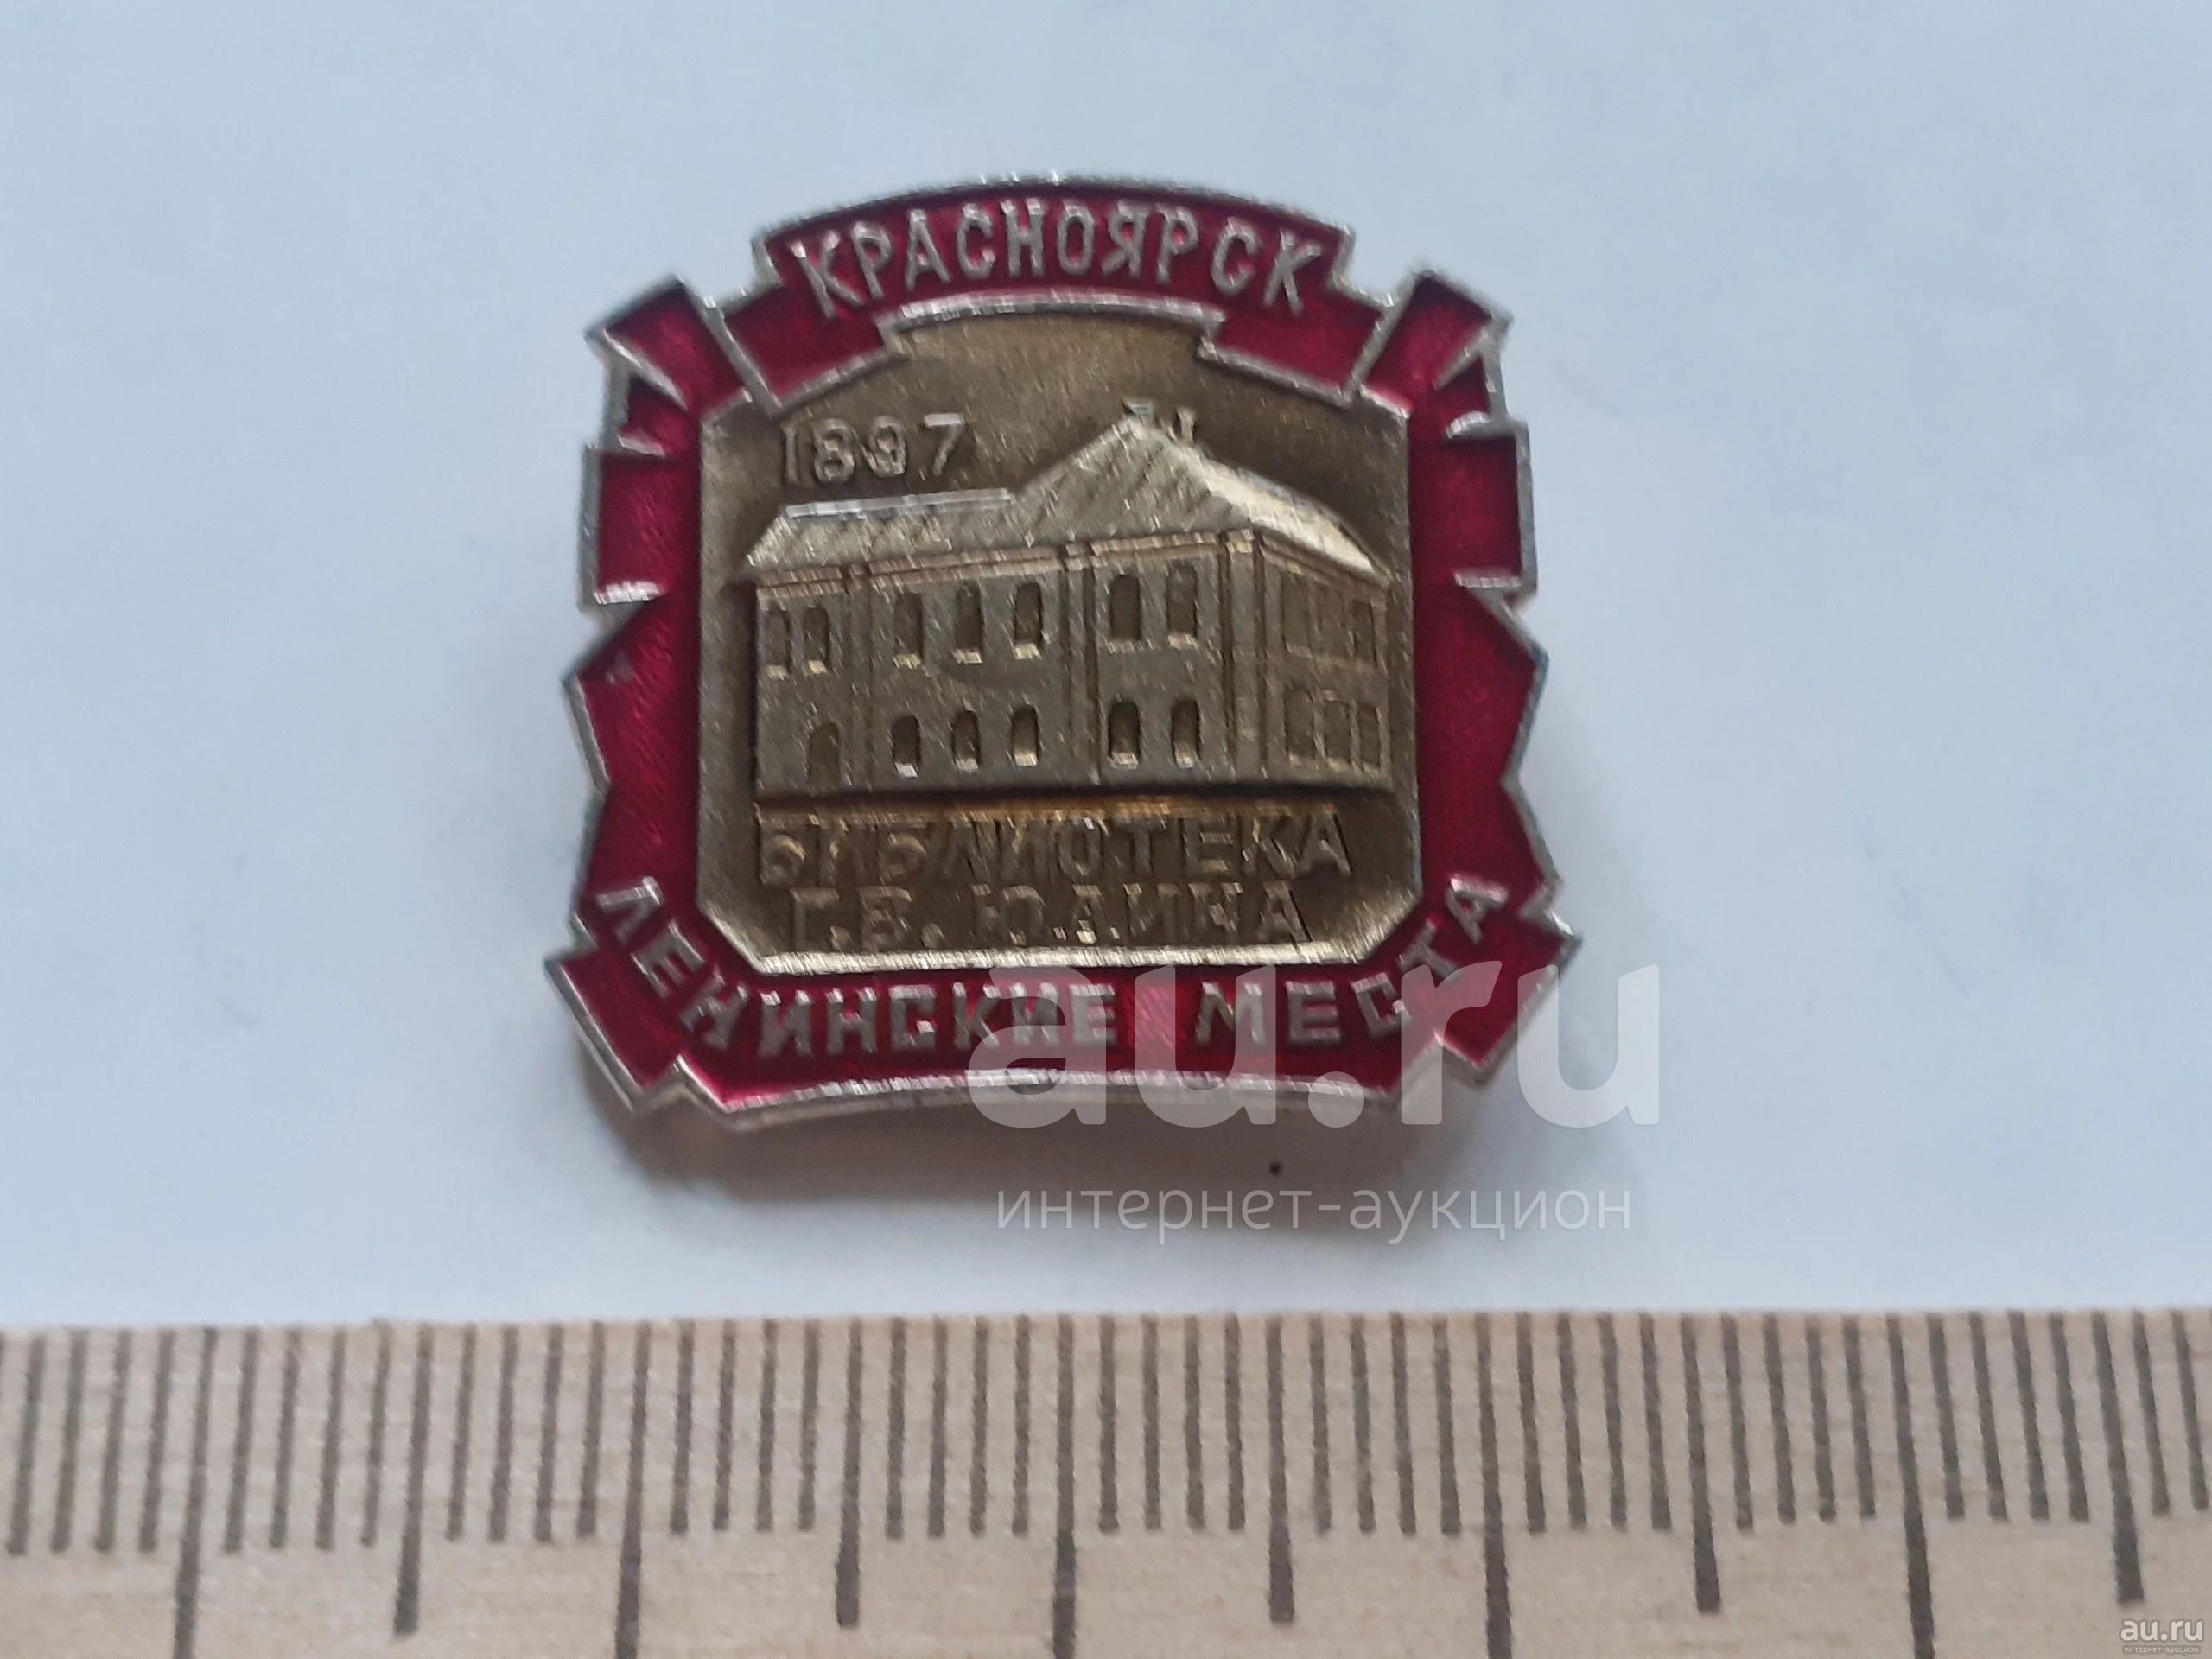 КРАСНОЯРСК
1897
БИБЛИОТЕКА
Г.В. ЮДИНА
ЛЕНИНСКИЕ МЕСТА
au.ru
интернет-аукцион
au.ru
интернет-аукцион